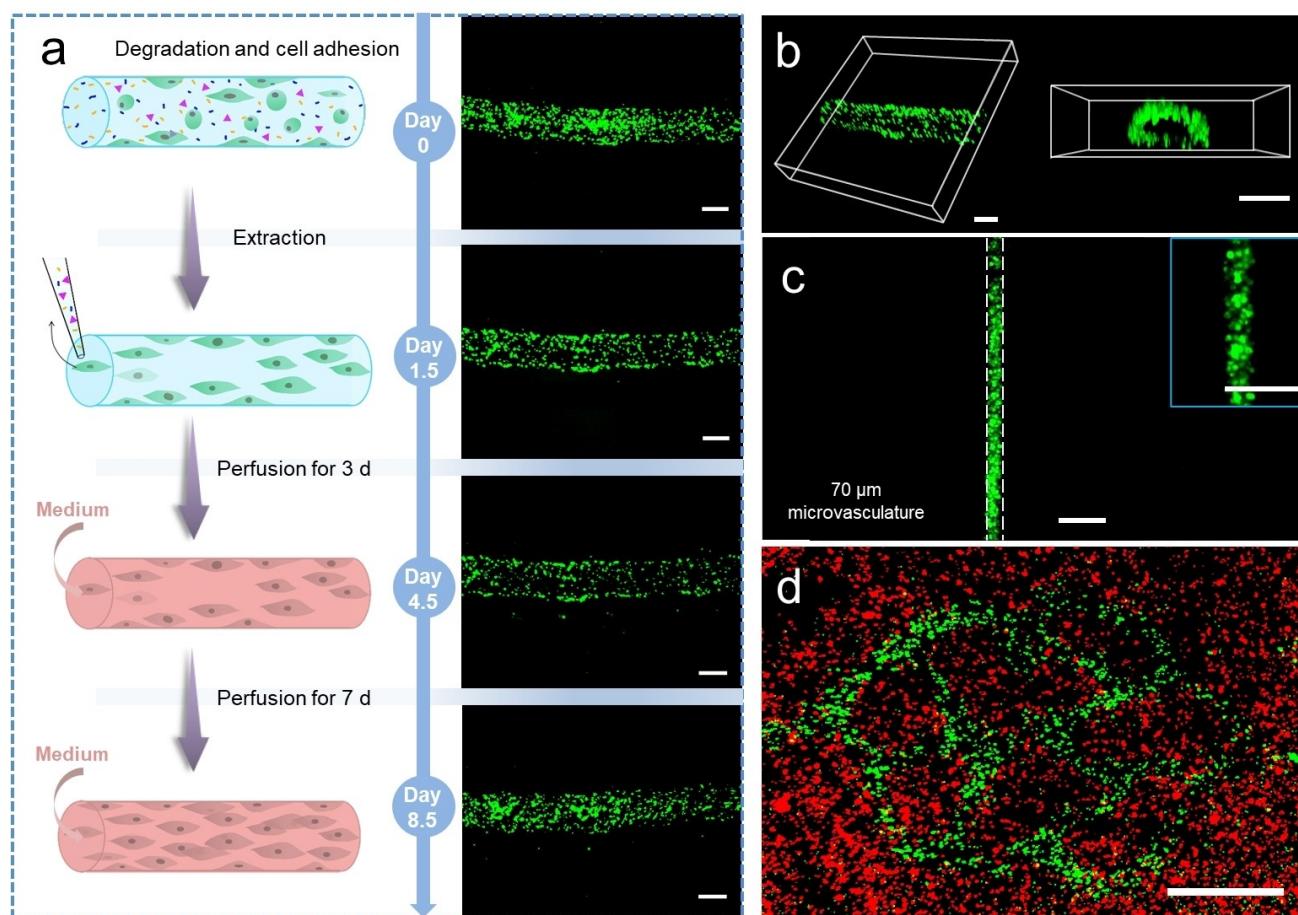 a
Degradation and cell adhesion
Day
0
Extraction
Day
1.5
Perfusion for 3 d
Medium
Day
4.5
Perfusion for 7 d
Medium
Day
8.5
b
c
70 µm
microvasculature
d